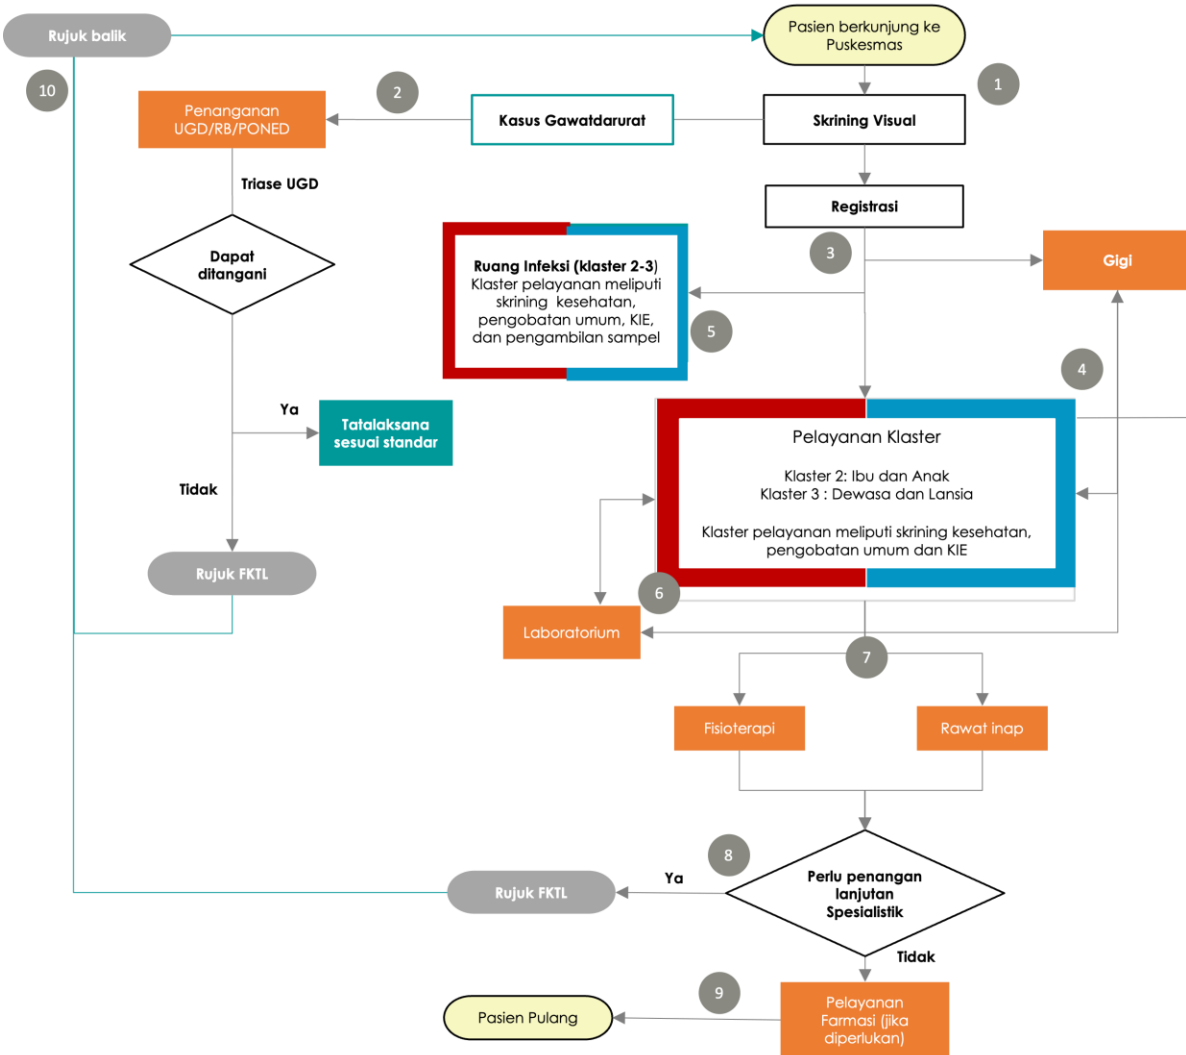 Rujuk balik
Pasien berkunjung ke
Puskesmas
10
2
1
Penanganan
UGD/RB/PONED
Kasus Gawatdarurat
Skrining Visual
Triase UGD
Registrasi
Dapat
ditangani
3
Gigi
Ruang Infeksi (klaster 2-3)
Klaster pelayanan meliputi
skrining kesehatan,
pengobatan umum, KIE,
dan pengambilan sampel
5
4
Ya
Tatalaksana
sesuai standar
Pelayanan Klaster
Klaster 2: Ibu dan Anak
Klaster 3 : Dewasa dan Lansia
Klaster pelayanan meliputi skrining kesehatan,
pengobatan umum dan KIE
Tidak
Rujuk FKTL
6
Laboratorium
7
Fisioterapi
Rawat inap
8
Perlu penangan
lanjutan
Spesialistik
Ya
Rujuk FKTL
Tidak
9
Pelayanan
Farmasi (jika
diperlukan)
Pasien Pulang